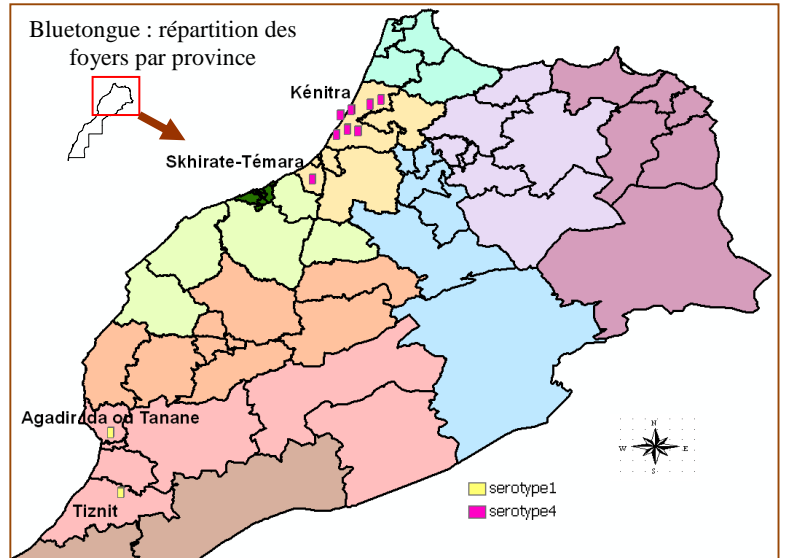 Bluetongue : répartition des
foyers par province
Kénitra
Skhirate-Témara
Agadir-Ida ou Tanane
Tiznit
N
W E
S
serotype1
serotype4